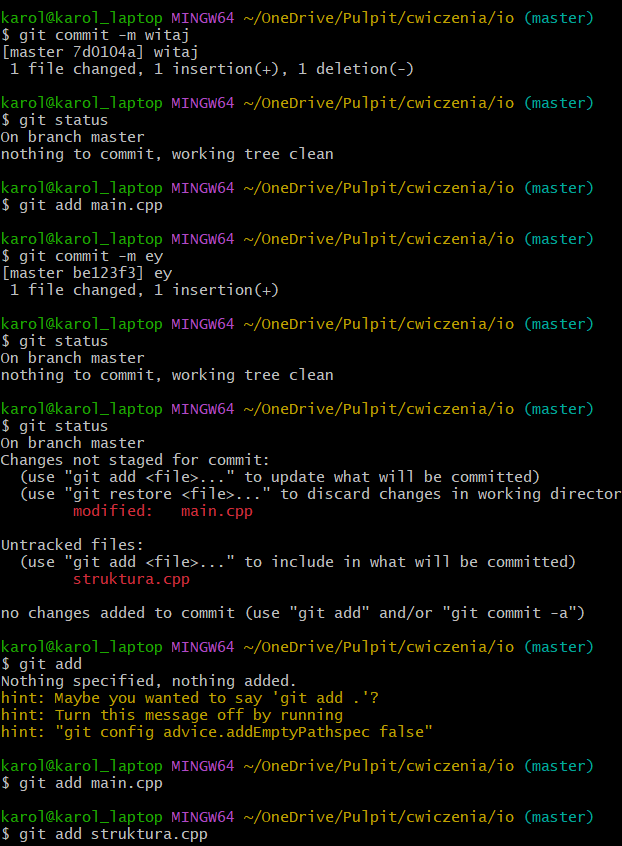 karol@karol_laptop MINGW64 ~/OneDrive/Pulpit/cwiczenia/io (master)
$ git commit -m witaj
[master 7d0104a] witaj
 1 file changed, 1 insertion(+), 1 deletion(-)

karol@karol_laptop MINGW64 ~/OneDrive/Pulpit/cwiczenia/io (master)
$ git status
On branch master
nothing to commit, working tree clean

karol@karol_laptop MINGW64 ~/OneDrive/Pulpit/cwiczenia/io (master)
$ git add main.cpp

karol@karol_laptop MINGW64 ~/OneDrive/Pulpit/cwiczenia/io (master)
$ git commit -m ey
[master be123f3] ey
 1 file changed, 1 insertion(+)

karol@karol_laptop MINGW64 ~/OneDrive/Pulpit/cwiczenia/io (master)
$ git status
On branch master
nothing to commit, working tree clean

karol@karol_laptop MINGW64 ~/OneDrive/Pulpit/cwiczenia/io (master)
$ git status
On branch master
Changes not staged for commit:
  (use "git add <file>..." to update what will be committed)
  (use "git restore <file>..." to discard changes in working director
        modified:   main.cpp

Untracked files:
  (use "git add <file>..." to include in what will be committed)
        struktura.cpp

no changes added to commit (use "git add" and/or "git commit -a")

karol@karol_laptop MINGW64 ~/OneDrive/Pulpit/cwiczenia/io (master)
$ git add
Nothing specified, nothing added.
hint: Maybe you wanted to say 'git add .'?
hint: Turn this message off by running
hint: "git config advice.addEmptyPathspec false"

karol@karol_laptop MINGW64 ~/OneDrive/Pulpit/cwiczenia/io (master)
$ git add main.cpp

karol@karol_laptop MINGW64 ~/OneDrive/Pulpit/cwiczenia/io (master)
$ git add struktura.cpp